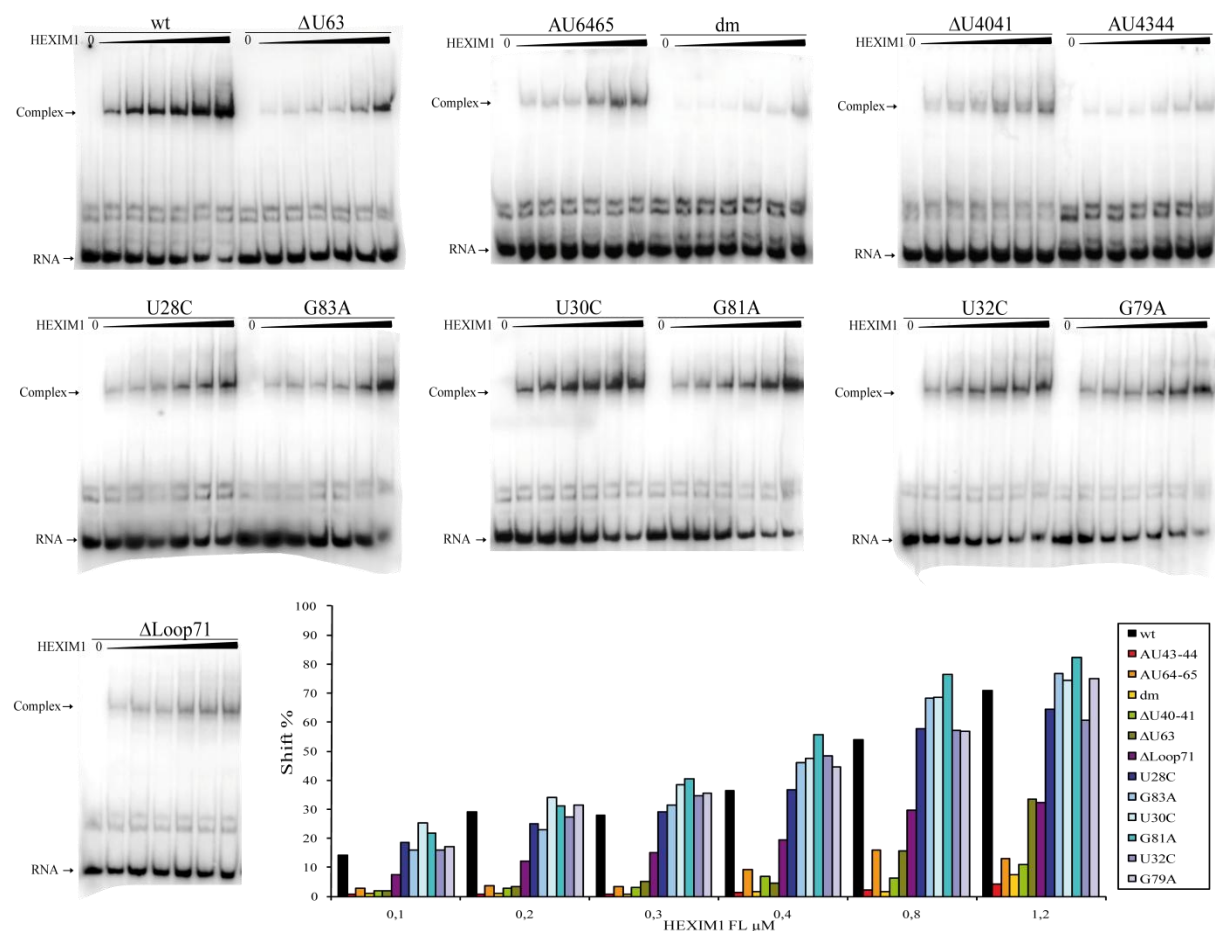 wt ΔU63
HEXIM1 0 0
Complex→
RNA→
AU6465 dm
HEXIM1 0 0
Complex→
RNA→
ΔU4041 AU4344
HEXIM1 0 0
Complex→
RNA→
U28C G83A
HEXIM1 0 0
Complex→
RNA→
U30C G81A
HEXIM1 0 0
Complex→
RNA→
U32C G79A
HEXIM1 0 0
Complex→
RNA→
ΔLoop71
HEXIM1 0
Complex→
RNA→
Shift %
100
90
80
70
60
50
40
30
20
10
0
0,1 0,2 0,3 0,4 0,8 1,2
HEXIM1 FL µM
wt
AU43-44
AU64-65
dm
ΔU40-41
ΔU63
ΔLoop71
U28C
G83A
U30C
G81A
U32C
G79A